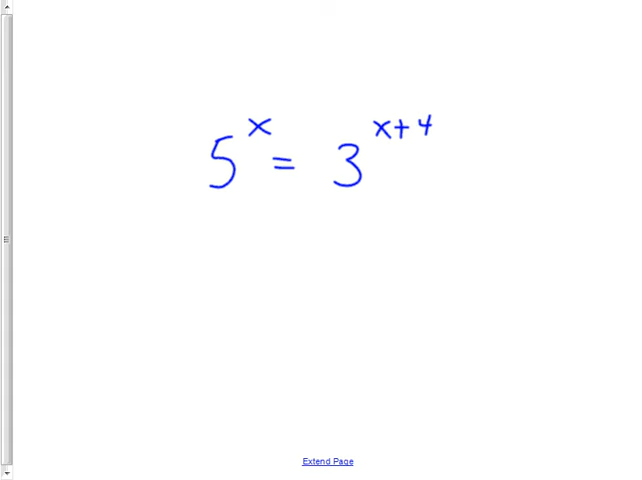 5^x = 3^(x+4)
Extend Page